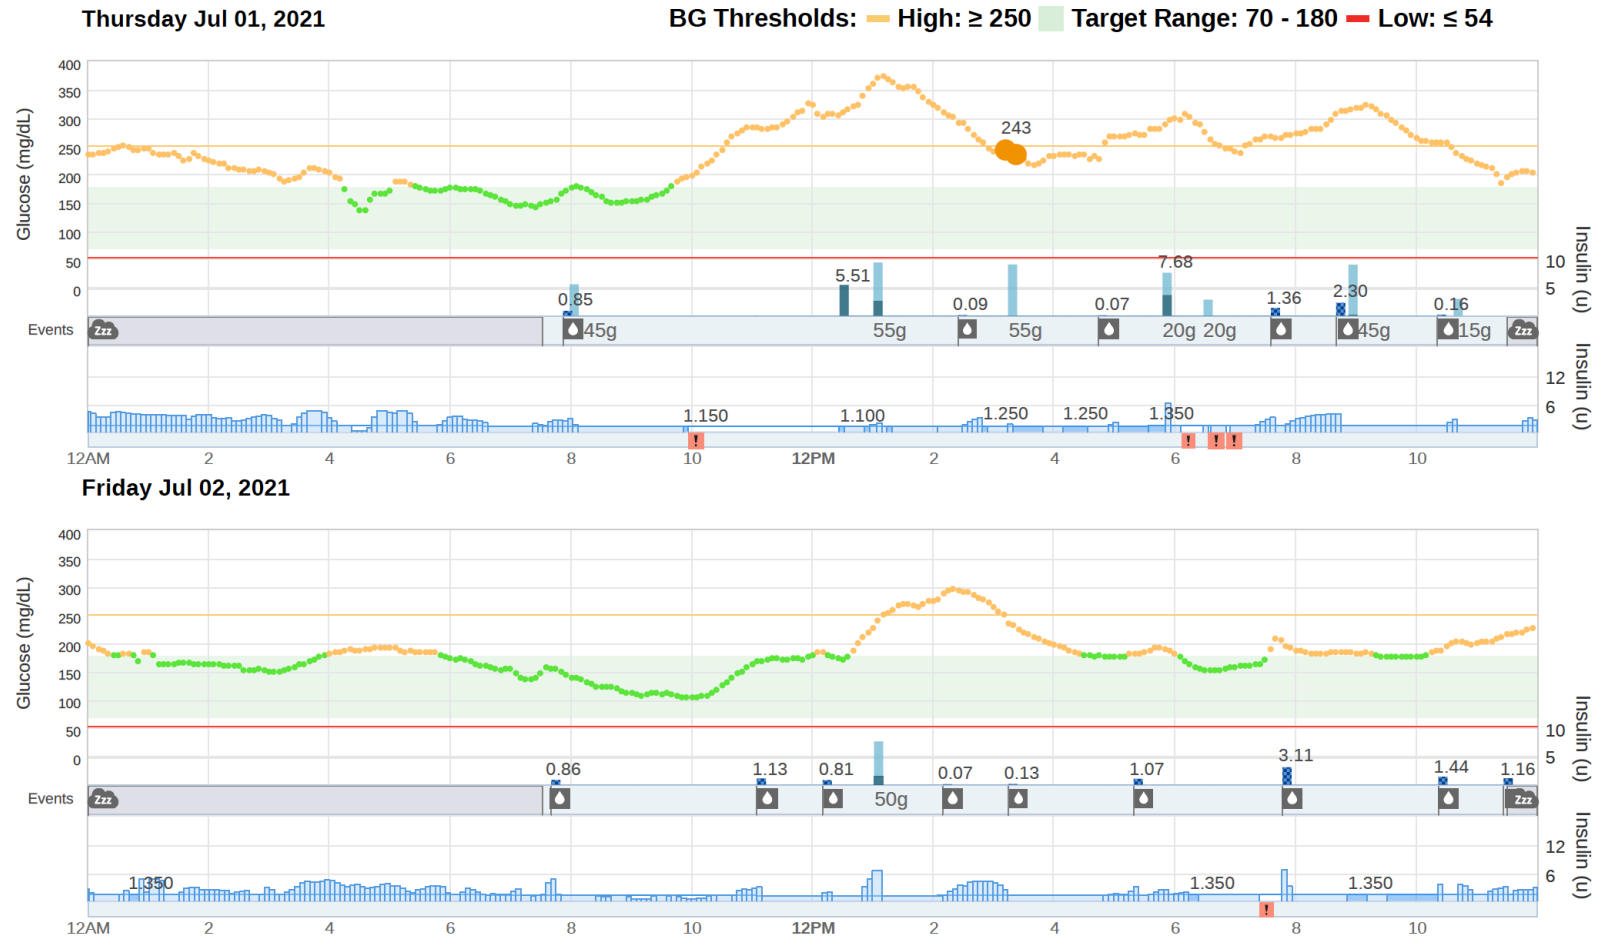 Thursday Jul 01, 2021
BG Thresholds: High: ≥ 250 Target Range: 70 - 180 Low: ≤ 54
Glucose (mg/dL)
400
350
300
250
200
150
100
50
0
243
Insulin (u)
10
5
0.85
5.51
0.09
0.07
7.68
1.36
2.30
0.16
Events
Zzz
45g
55g
55g
20g 20g
45g
15g
Zzz
Insulin (u)
12
6
1.150
1.100
1.250
1.250
1.350
! ! ! !
12AM 2 4 6 8 10 12PM 2 4 6 8 10
Friday Jul 02, 2021
Glucose (mg/dL)
400
350
300
250
200
150
100
50
0
Insulin (u)
10
5
0.86
1.13
0.81
0.07
0.13
1.07
3.11
1.44
1.16
Events
Zzz
50g
Zzz
Insulin (u)
12
6
1.350
1.350
1.350
!
12AM 2 4 6 8 10 12PM 2 4 6 8 10